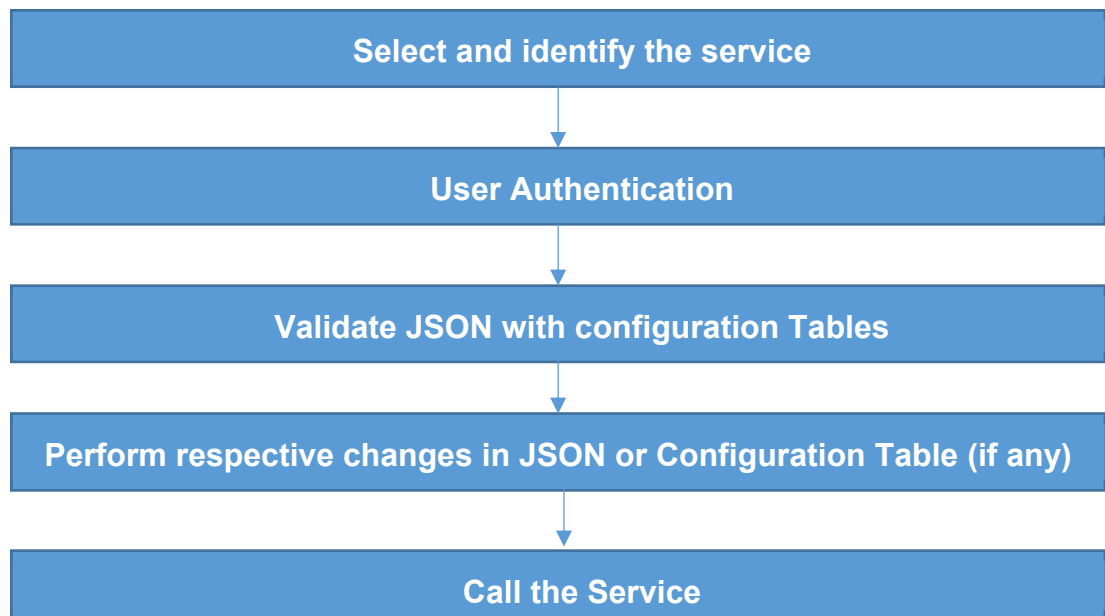 Select and identify the service
User Authentication
Validate JSON with configuration Tables
Perform respective changes in JSON or Configuration Table (if any)
Call the Service